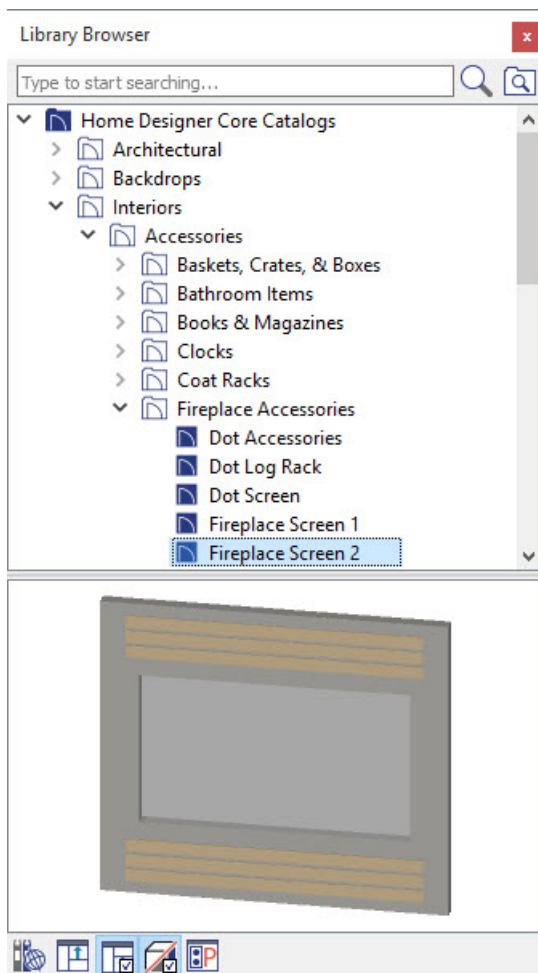 Library Browser
x
Type to start searching...
Home Designer Core Catalogs
Architectural
Backdrops
Interiors
Accessories
Baskets, Crates, & Boxes
Bathroom Items
Books & Magazines
Clocks
Coat Racks
Fireplace Accessories
Dot Accessories
Dot Log Rack
Dot Screen
Fireplace Screen 1
Fireplace Screen 2
P